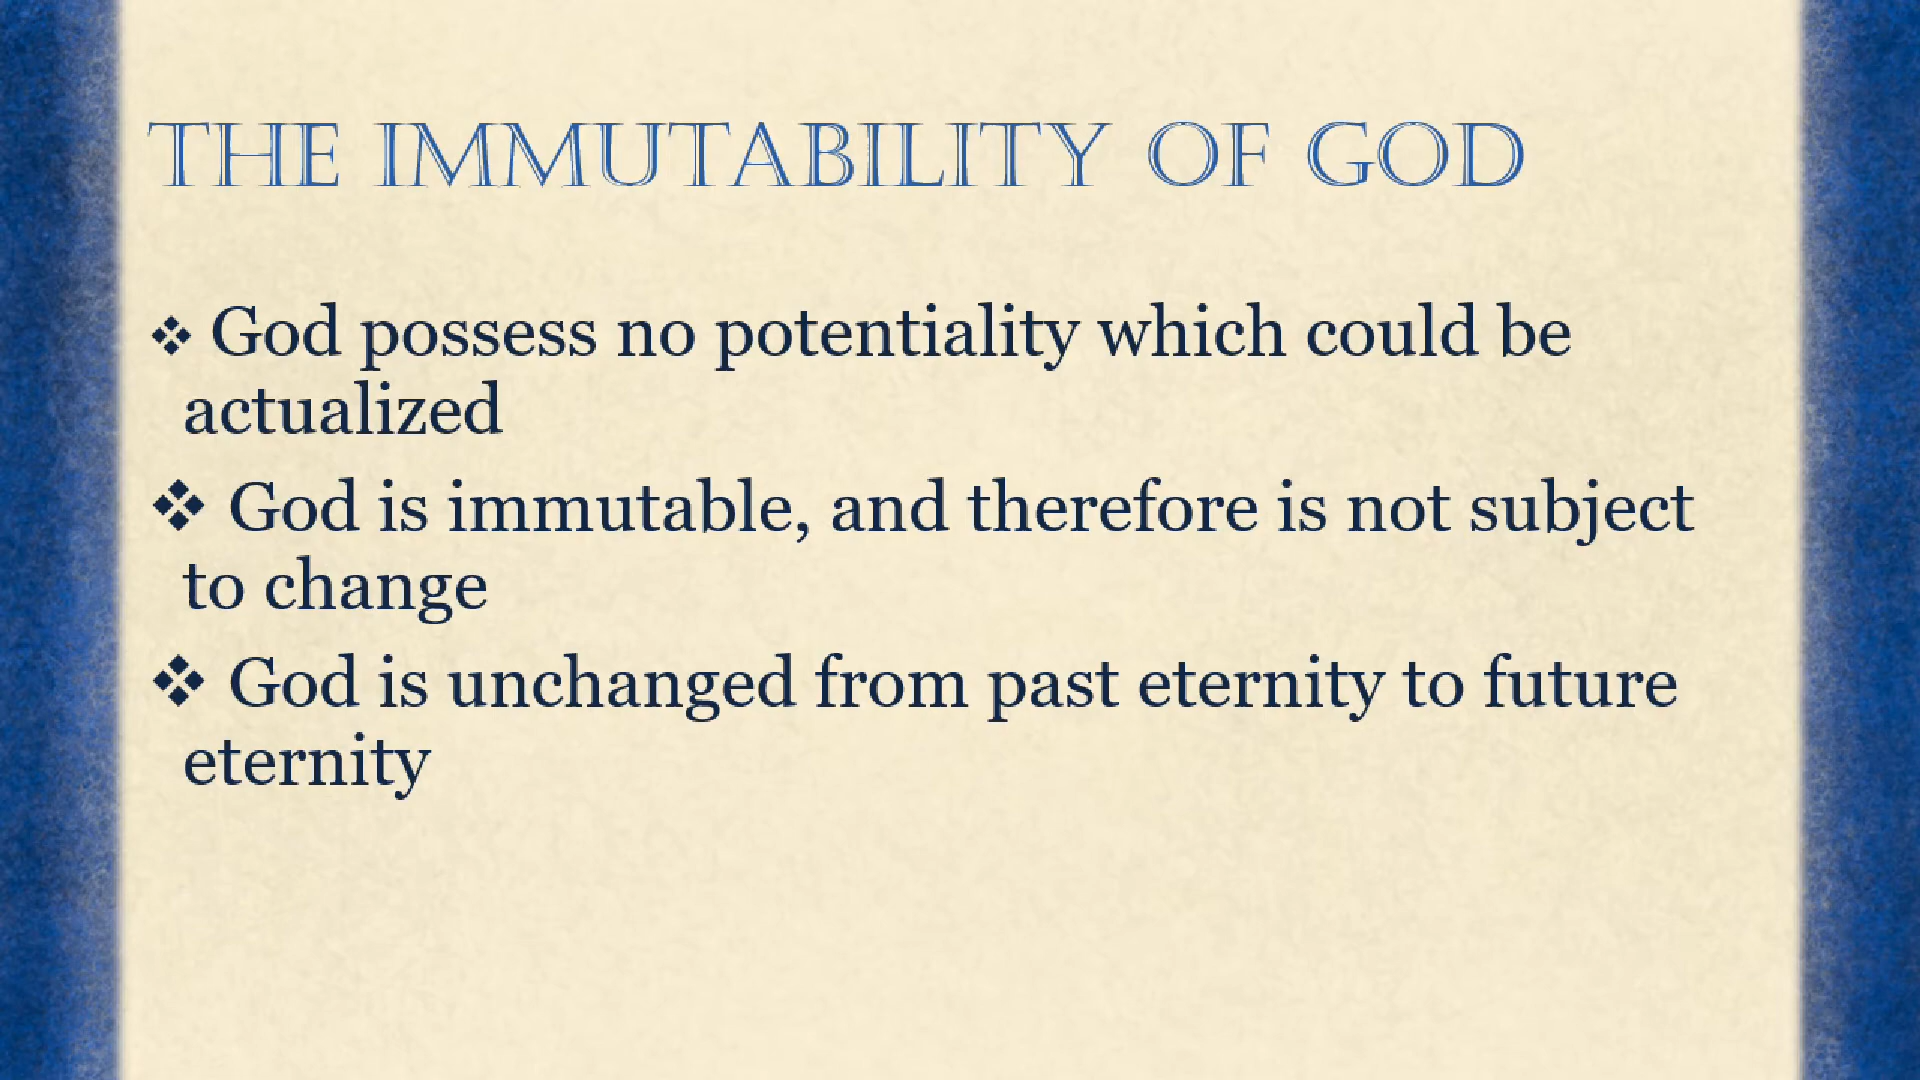 THE IMMUTABILITY OF GOD
❖ God possess no potentiality which could be
actualized
❖ God is immutable, and therefore is not subject
to change
❖ God is unchanged from past eternity to future
eternity